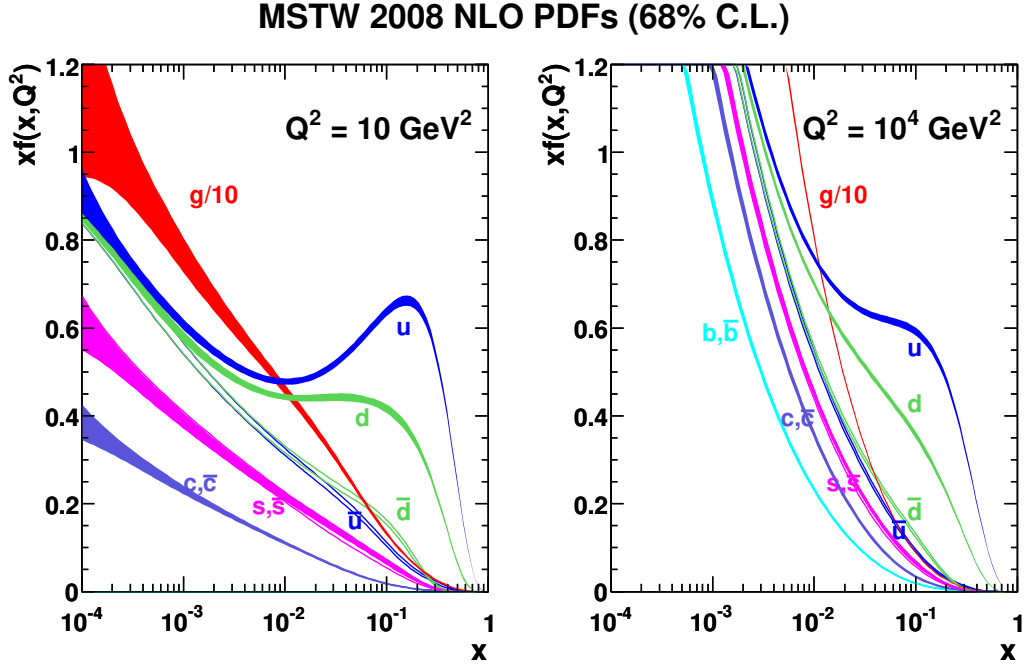 MSTW 2008 NLO PDFs (68% C.L.)
xf(x,Q²)
1.2
1
0.8
0.6
0.4
0.2
0
Q² = 10 GeV²
g/10
u
d
c,c̅
s,s̅
u̅
d̅
10⁻⁴ 10⁻³ 10⁻² 10⁻¹ 1
x
xf(x,Q²)
1.2
1
0.8
0.6
0.4
0.2
0
Q² = 10⁴ GeV²
g/10
b,b̅
u
d
c,c̅
s,s̅
d̅
u̅
10⁻⁴ 10⁻³ 10⁻² 10⁻¹ 1
x